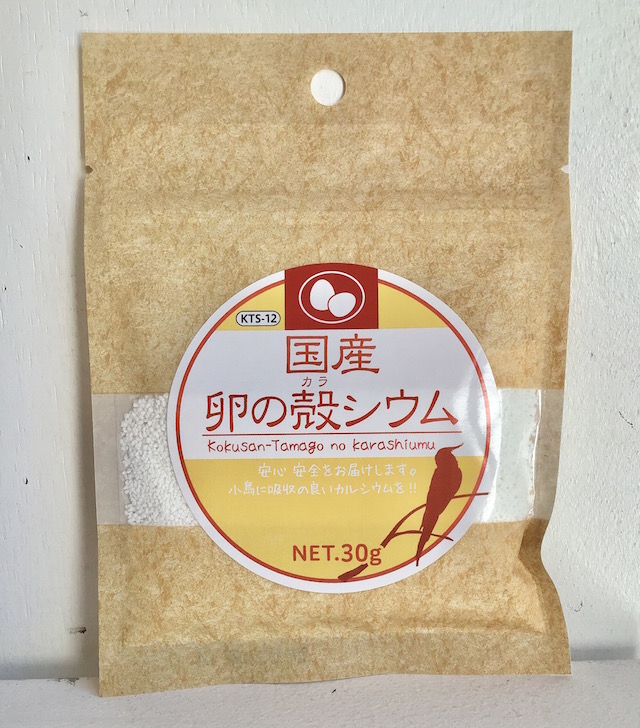 KTS-12
国産
カラ
卵の殻シウム
Kokusan-Tamago no karashiumu
安心 安全をお届けします。
小鳥に吸収の良いカルシウムを!!
NET.30g